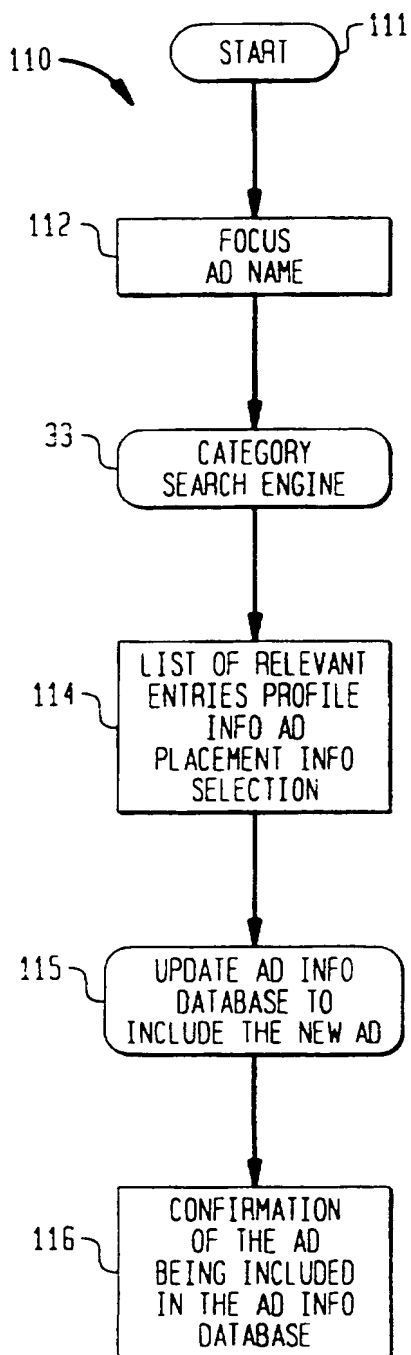 111
START
110
112
FOCUS
AD NAME
33
CATEGORY
SEARCH ENGINE
114
LIST OF RELEVANT
ENTRIES PROFILE
INFO AD
PLACEMENT INFO
SELECTION
115
UPDATE AD INFO
DATABASE TO
INCLUDE THE NEW AD
116
CONFIRMATION
OF THE AD
BEING INCLUDED
IN THE AD INFO
DATABASE